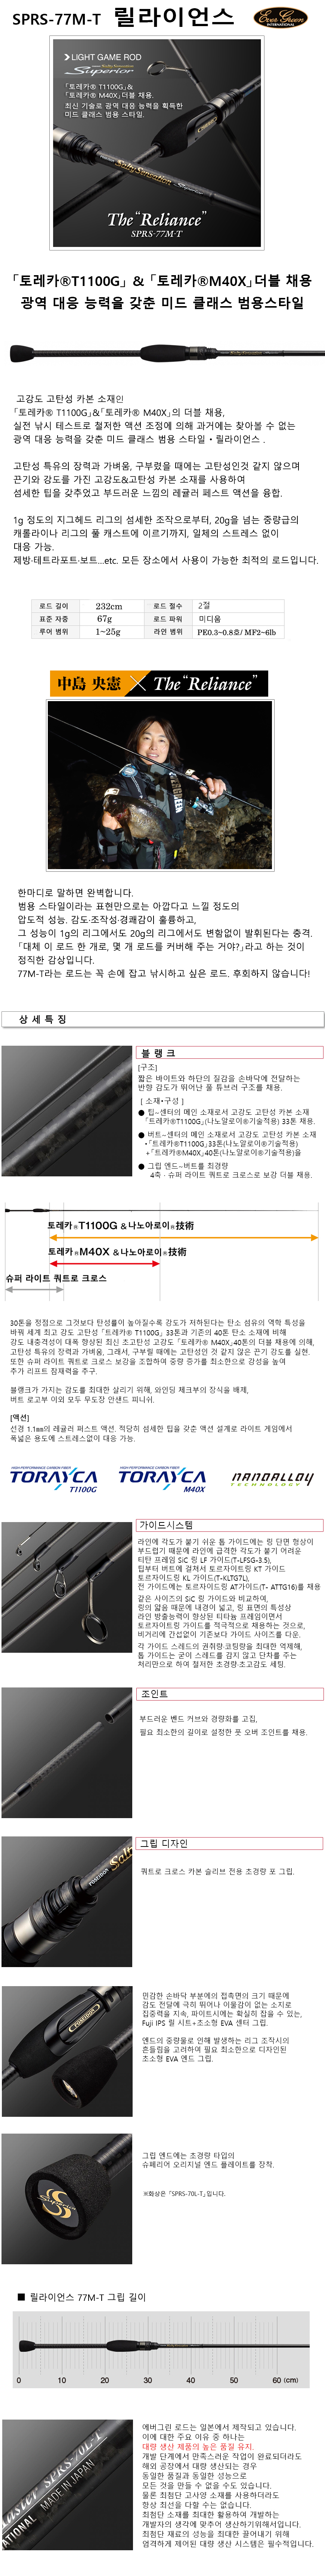 SPRS-77M-T 릴라이언스
Ever Green
INTERNATIONAL
LIGHT GAME ROD
Superior
「토레카® T1100G」
「토레카® M40X」 더블 채용.
최신 기술로 광역 대응 능력을 획득한
미드 클래스 범용 스타일.
Salty Sensation
The “Reliance”
SPRS-77M-T
「토레카®T1100G」 & 「토레카®M40X」더블 채용
광역 대응 능력을 갖춘 미드 클래스 범용스타일
고강도 고탄성 카본 소재인
「토레카® T1100G」&「토레카® M40X」의 더블 채용,
실전 낚시 테스트로 철저한 액션 조정에 의해 과거에는 찾아볼 수 없는
광역 대응 능력을 갖춘 미드 클래스 범용 스타일・릴라이언스 .
고탄성 특유의 장력과 가벼움, 구부렸을 때에는 고탄성인것 같지 않으며
끈기와 강도를 가진 고강도&고탄성 카본 소재를 사용하여
섬세한 팁을 갖추었고 부드러운 느낌의 레귤러 페스트 액션을 융합.
1g 정도의 지그헤드 리그의 섬세한 조작으로부터, 20g을 넘는 중량급의
캐롤라이나 리그의 풀 캐스트에 이르기까지, 일제의 스트레스 없이
대응 가능.
제방·테트라포트·보트...etc. 모든 장소에서 사용이 가능한 최적의 로드입니다.
로드 길이 232cm 로드 절수 2절
표준 자중 67g 로드 파워 미디움
루어 범위 1~25g 라인 범위 PE0.3~0.8호/ MF2~6lb
中島 央憲 × The “Reliance”
한마디로 말하면 완벽합니다.
범용 스타일이라는 표현만으로는 아깝다고 느낄 정도의
압도적 성능. 감도·조작성·경쾌감이 훌륭하고,
그 성능이 1g의 리그에서도 20g의 리그에서도 변함없이 발휘된다는 충격.
「대체 이 로드 한 개로, 몇 개 로드를 커버해 주는 거야?」라고 하는 것이
정직한 감상입니다.
77M-T라는 로드는 꼭 손에 잡고 낚시하고 싶은 로드. 후회하지 않습니다!
상 세 특 징
블 랭 크
[구조]
짧은 바이트와 하단의 질감을 손바닥에 전달하는
반향 감도가 뛰어난 풀 튜브러 구조를 채용.
[ 소재・구성 ]
● 팁~센터의 메인 소재로서 고강도 고탄성 카본 소재
「토레카®T1100G」(나노알로이®기술적용) 33톤 채용.
● 버트~센터의 메인 소재로서 고강도 고탄성 카본 소재
・「토레카®T1100G」33톤(나노알로이®기술적용)
+「토레카®M40X」40톤(나노알로이®기술적용)을
● 그립 엔드~버트를 최경량
4축 · 슈퍼 라이트 쿼트로 크로스로 보강 더블 채용.
토레카®T1100G &나노아로이®技術
토레카®M40X &나노아로이®技術
슈퍼 라이트 쿼트로 크로스
30톤을 정점으로 그것보다 탄성률이 높아질수록 강도가 저하된다는 탄소 섬유의 역학 특성을
바꿔 세계 최고 강도 고탄성 「토레카® T1100G」 33톤과 기존의 40톤 탄소 소재에 비해
강도 내충격성이 대폭 향상된 최신 초고탄성 고강도 「토레카® M40X」40톤의 더블 채용에 의해,
고탄성 특유의 장력과 가벼움, 그래서, 구부릴 때에는 고탄성인 것 같지 않은 끈기 강도를 실현.
또한 슈퍼 라이트 쿼트로 크로스 보강을 조합하여 중량 증가를 최소한으로 강성을 높여
추가 리프트 잠재력을 추구.
블랭크가 가지는 감도를 최대한 살리기 위해, 와인딩 체크부의 장식을 배제,
버트 로고부 이외 모두 무도장 인샌드 피니쉬.
[액션]
선경 1.1mm의 레귤러 페스트 액션. 적당히 섬세한 팁을 갖춘 액션 설계로 라이트 게임에서
폭넓은 용도에 스트레스없이 대응 가능.
TORAYCA T1100G
TORAYCA M40X
NANOALLOY TECHNOLOGY
가이드시스템
라인에 각도가 붙기 쉬운 톱 가이드에는 링 단면 형상이
부드럽기 때문에 라인에 급격한 각도가 붙기 어려운
티탄 프레임 SiC 링 LF 가이드(T-LFSG-3.5),
팁부터 버트에 걸쳐서 토르자이트링 KT 가이드
토르자이트링 KL 가이드(T-KLTG7L),
전 가이드에는 토르자이드링 AT가이드(T- ATTG16)를 채용
같은 사이즈의 SiC 링 가이드와 비교하여,
링의 얇음 때문에 내경이 넓고, 링 표면의 특성상
라인 방출능력이 향상된 티타늄 프레임이면서
토르자이트링 가이드를 적극적으로 채용하는 것으로,
비거리에 간섭없이 기존보다 가이드 사이즈를 다운.
각 가이드 스레드의 권취량·코팅량을 최대한 억제해,
톱 가이드는 굳이 스레드를 감지 않고 단차를 주는
처리만으로 하여 철저한 초경량·초고감도 세팅.
조인트
부드러운 밴드 커브와 경량화를 고집,
필요 최소한의 길이로 설정한 풋 오버 조인트를 채용.
그립 디자인
쿼트로 크로스 카본 슬리브 전용 초경량 포 그립.
POSEIDON
민감한 손바닥 부분에의 접촉면의 크기 때문에
감도 전달에 극히 뛰어나 이물감이 없는 소지로
집중력을 지속, 파이트시에는 확실히 잡을 수 있는,
Fuji IPS 릴 시트+초소형 EVA 센터 그립.
엔드의 중량물로 인해 발생하는 리그 조작시의
흔들림을 고려하여 필요 최소한으로 디자인된
초소형 EVA 엔드 그립.
POSEIDON
그립 엔드에는 초경량 타입의
슈페리어 오리지널 엔드 플레이트를 장착.
※화상은 「SPRS-70L-T」입니다.
Superior
■ 릴라이언스 77M-T 그립 길이
0 10 20 30 40 50 60 (cm)
에버그린 로드는 일본에서 제작되고 있습니다.
이에 대한 주요 이유 중 하나는
대량 생산 제품의 높은 품질 유지.
개발 단계에서 만족스러운 작업이 완료되더라도
해외 공장에서 대량 생산되는 경우
동일한 품질과 동일한 성능으로
모든 것을 만들 수 없을 수도 있습니다.
물론 최첨단 고사양 소재를 사용하더라도
항상 최선을 다할 수는 없습니다.
최첨단 소재를 최대한 활용하여 개발하는
개발자의 생각에 맞추어 생산하기위해서입니다.
최첨단 재료의 성능을 최대한 끌어내기 위해
엄격하게 제어된 대량 생산 시스템은 필수적입니다.
SPRS-70L-T
NATIONAL MADE IN JAPAN